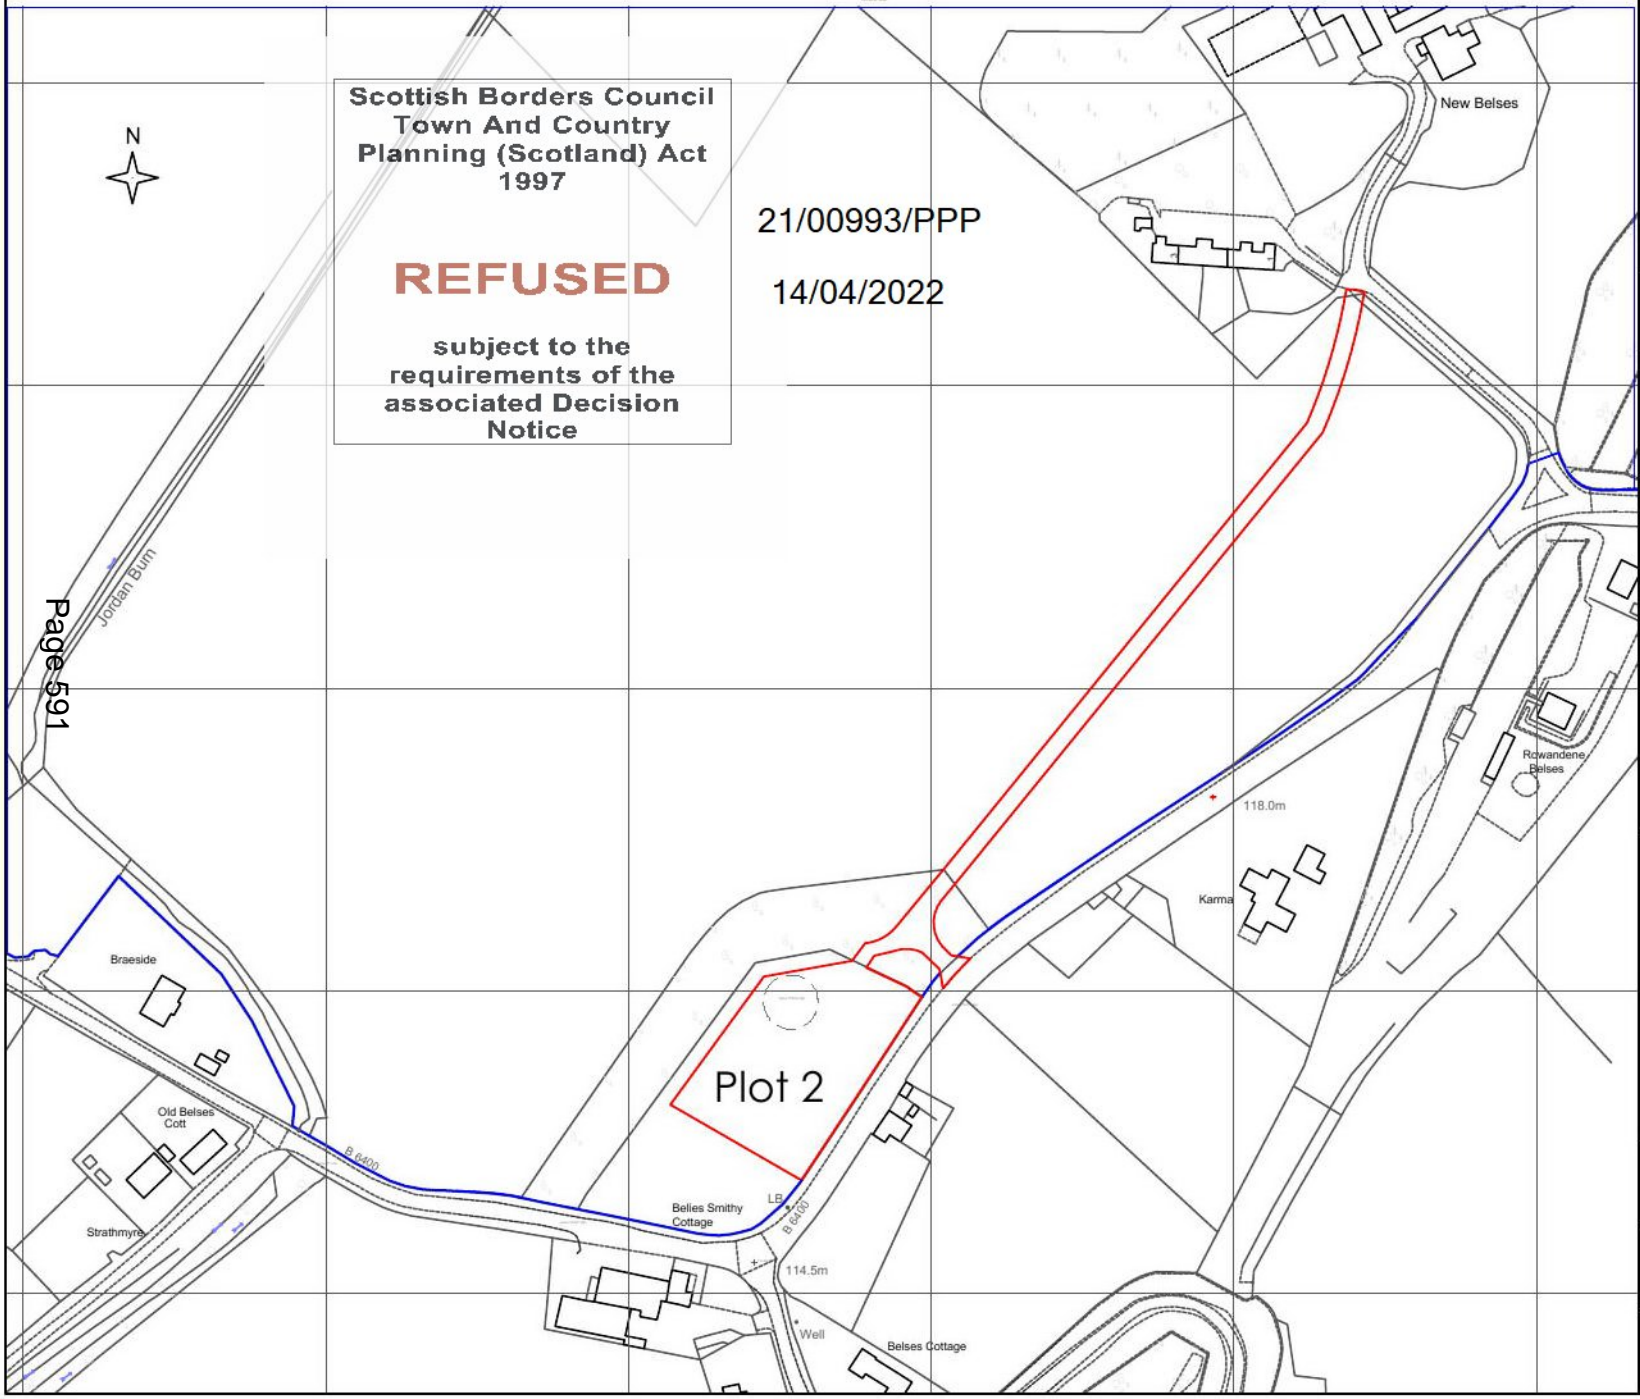 Scottish Borders Council
Town And Country
Planning (Scotland) Act
1997
REFUSED
subject to the
requirements of the
associated Decision
Notice
N
21/00993/PPP
14/04/2022
New Belses
Jordan Burn
Page 591
Rowandene
Belses
118.0m
Karma
Braeside
Plot 2
Old Belses
Cott
B 6400
Strathmyre
Belies Smithy
Cottage
LB
B 6400
114.5m
Well
Belses Cottage